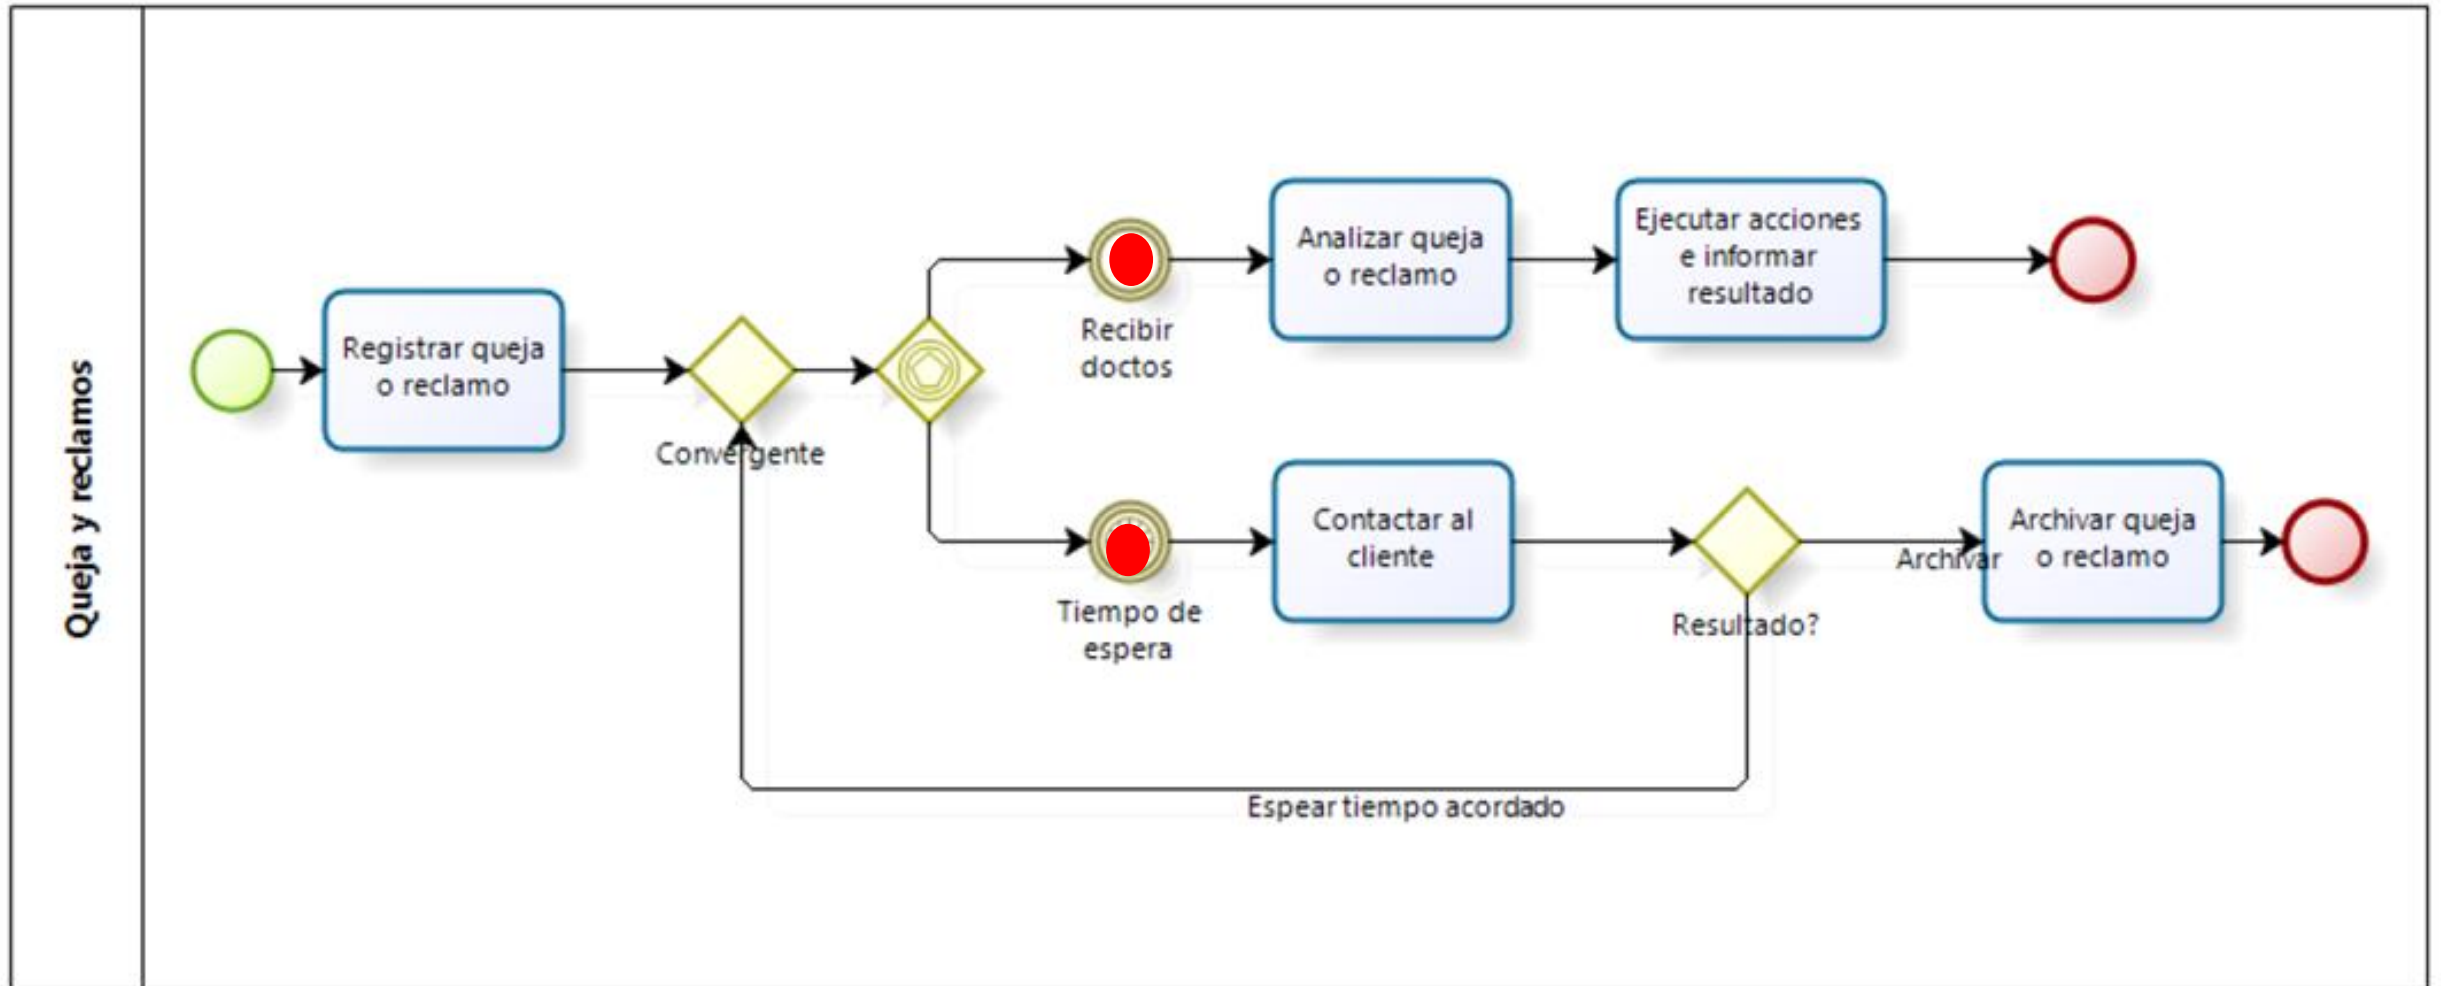 Queja y reclamos
Registrar queja
o reclamo
Convergente
Recibir
doctos
Analizar queja
o reclamo
Ejecutar acciones
e informar
resultado
Tiempo de
espera
Contactar al
cliente
Resultado?
Archivar
Archivar queja
o reclamo
Espear tiempo acordado